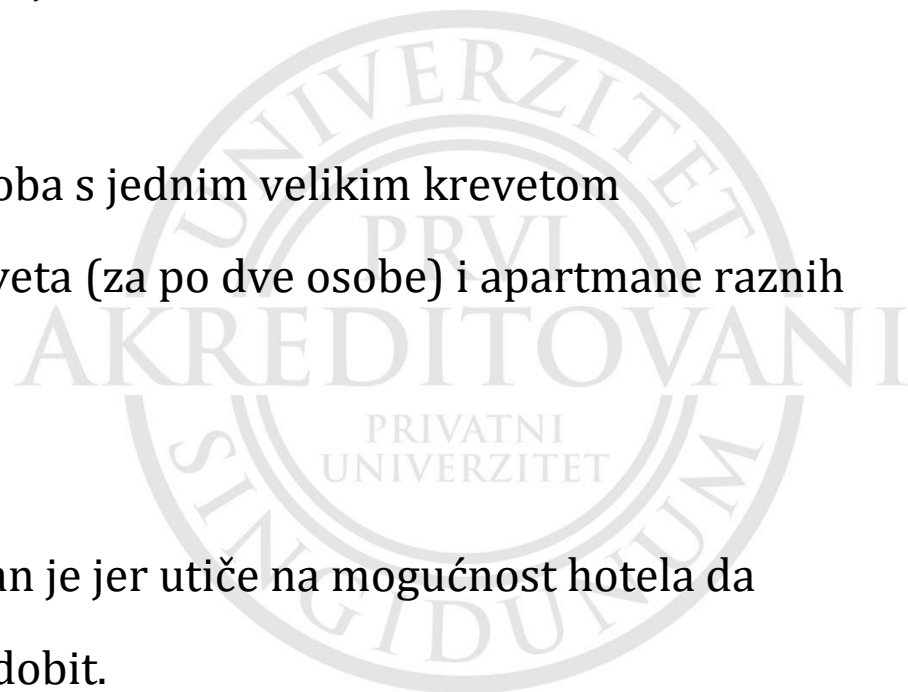 oba s jednim velikim krevetom
veta (za po dve osobe) i apartmane raznih
an je jer utiče na mogućnost hotela da
dobit.
UNIVERZITET
PRVI
AKREDITOVANI
PRIVATNI
UNIVERZITET
SINGIDUNUM